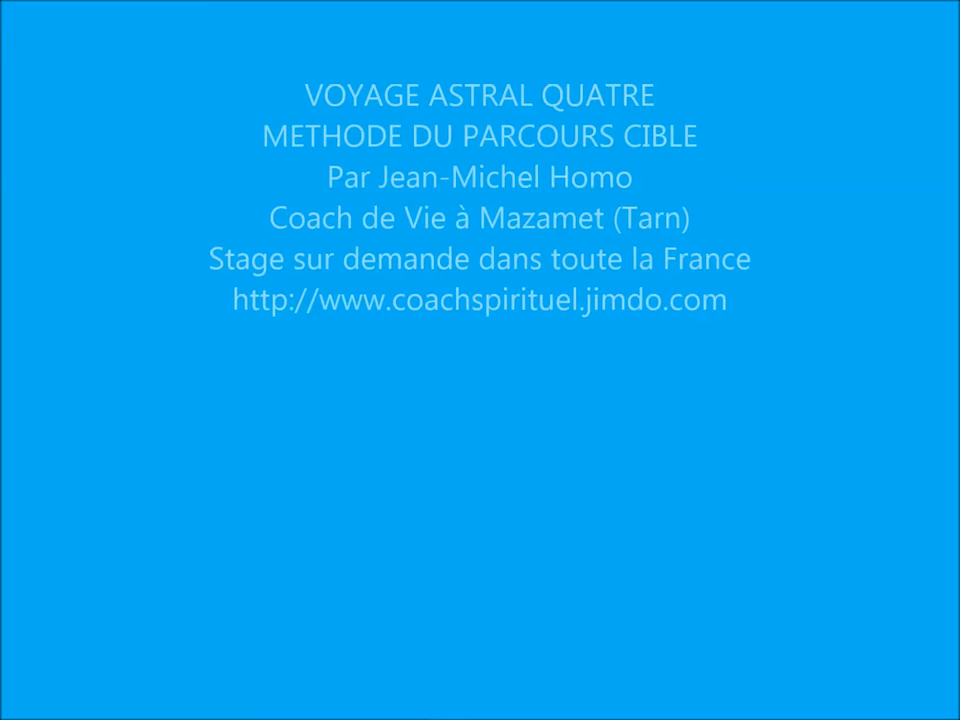 VOYAGE ASTRAL QUATRE
METHODE DU PARCOURS CIBLE
Par Jean-Michel Homo
Coach de Vie à Mazamet (Tarn)
Stage sur demande dans toute la France
http://www.coachspirituel.jimdo.com